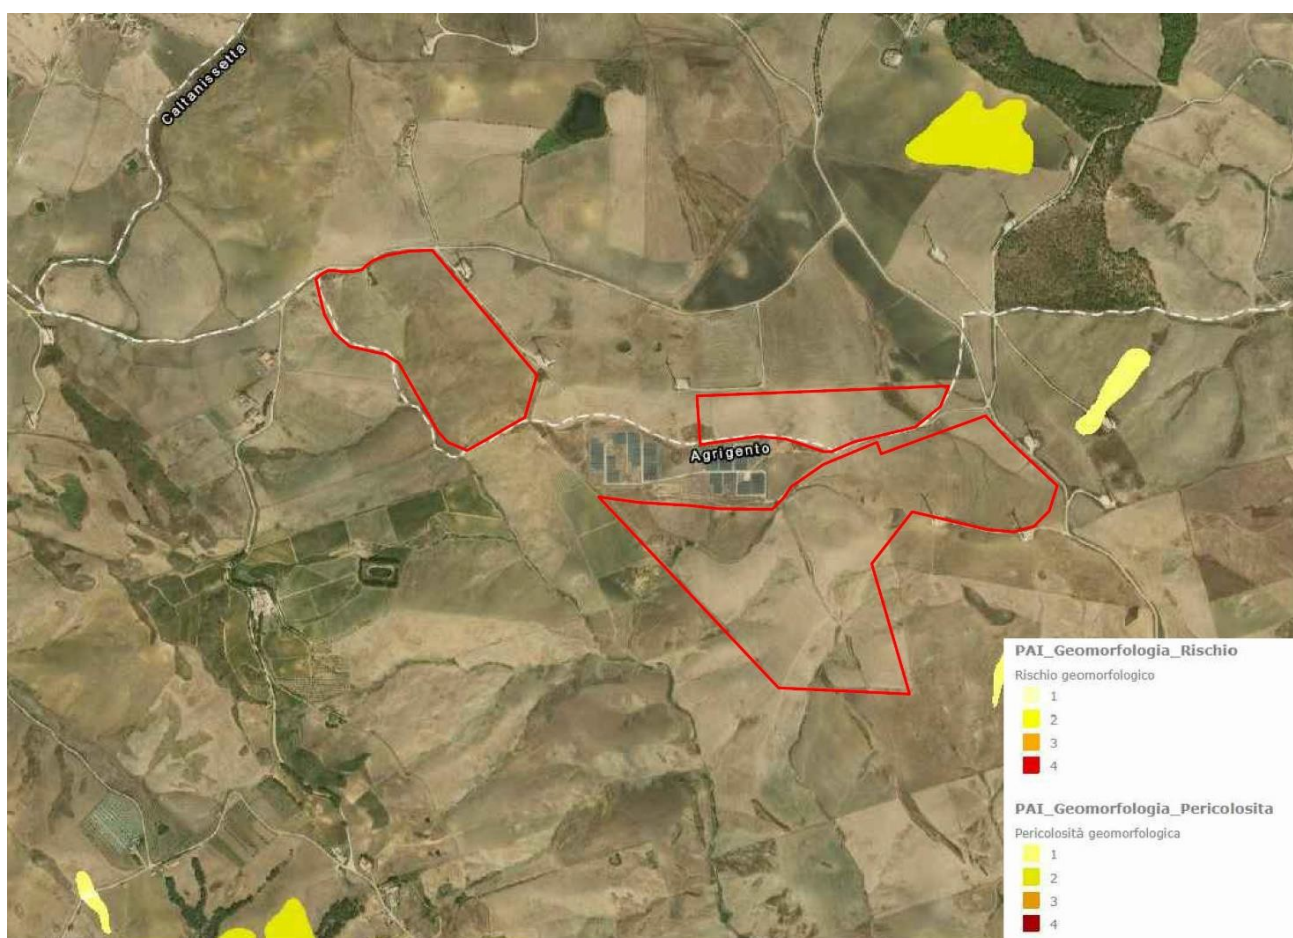 Caltanissetta
Agrigento
PAI_Geomorfologia_Rischio
Rischio geomorfologico
1
2
3
4
PAI_Geomorfologia_Pericolosita
Pericolosità geomorfologica
1
2
3
4